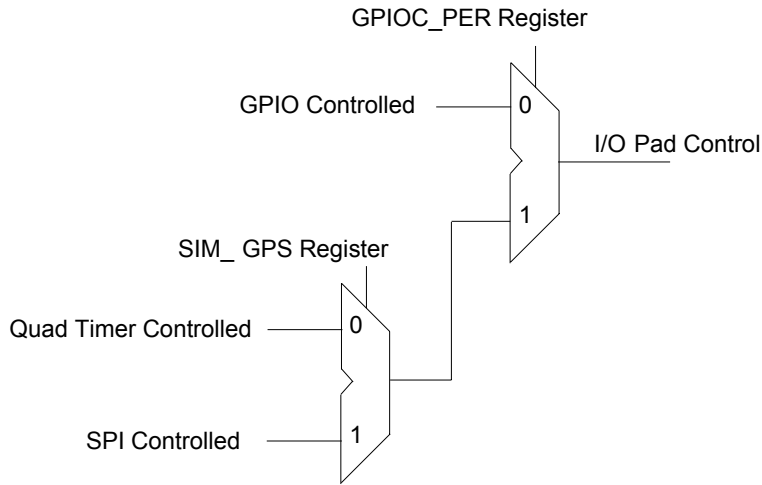 GPIOC_PER Register
GPIO Controlled
0
I/O Pad Control
1
SIM_ GPS Register
Quad Timer Controlled
0
SPI Controlled
1